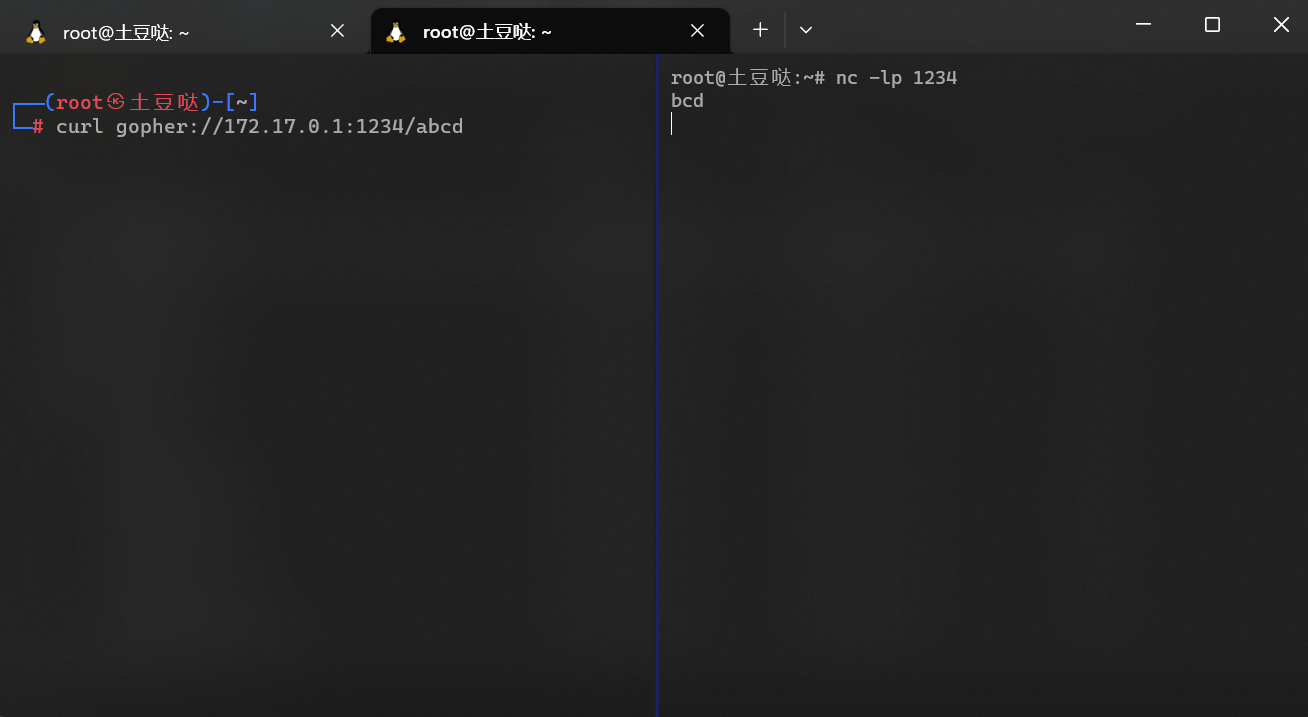 root@土豆哒: ~
root@土豆哒: ~
┌──(root㉿土豆哒)-[~]
└─# curl gopher://172.17.0.1:1234/abcd
root@土豆哒:~# nc -lp 1234
bcd